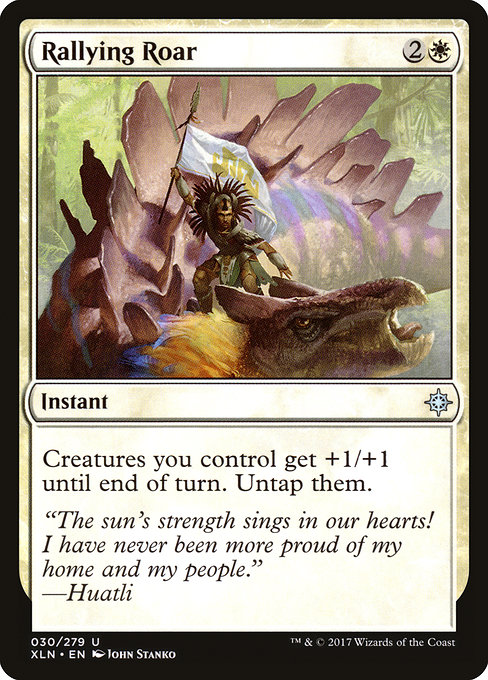 Rallying Roar 2
Instant
Creatures you control get +1/+1
until end of turn. Untap them.
“The sun’s strength sings in our hearts!
I have never been more proud of my
home and my people.”
—Huatli
030/279 U
XLN • EN John Stanko
™ & © 2017 Wizards of the Coast